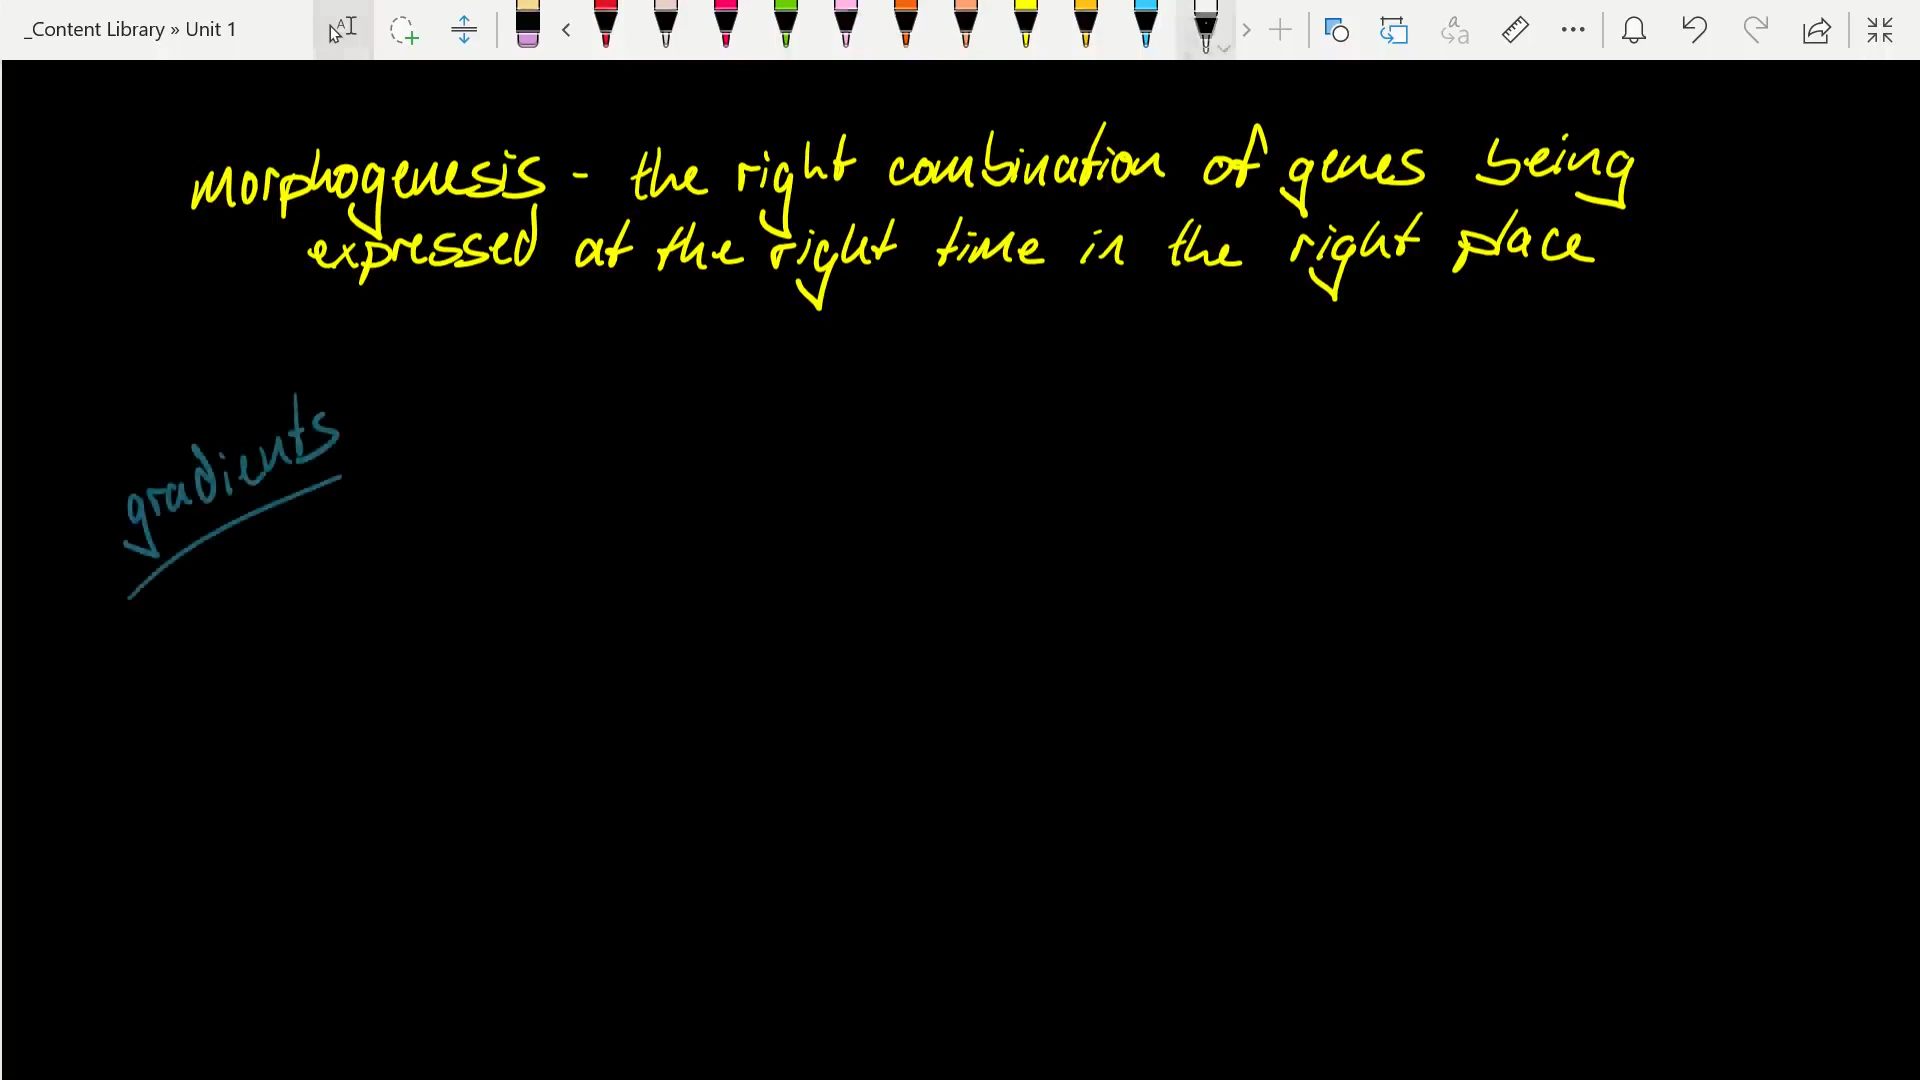 _Content Library » Unit 1
morphogenesis - the right combination of genes being
expressed at the right time in the right place
gradients